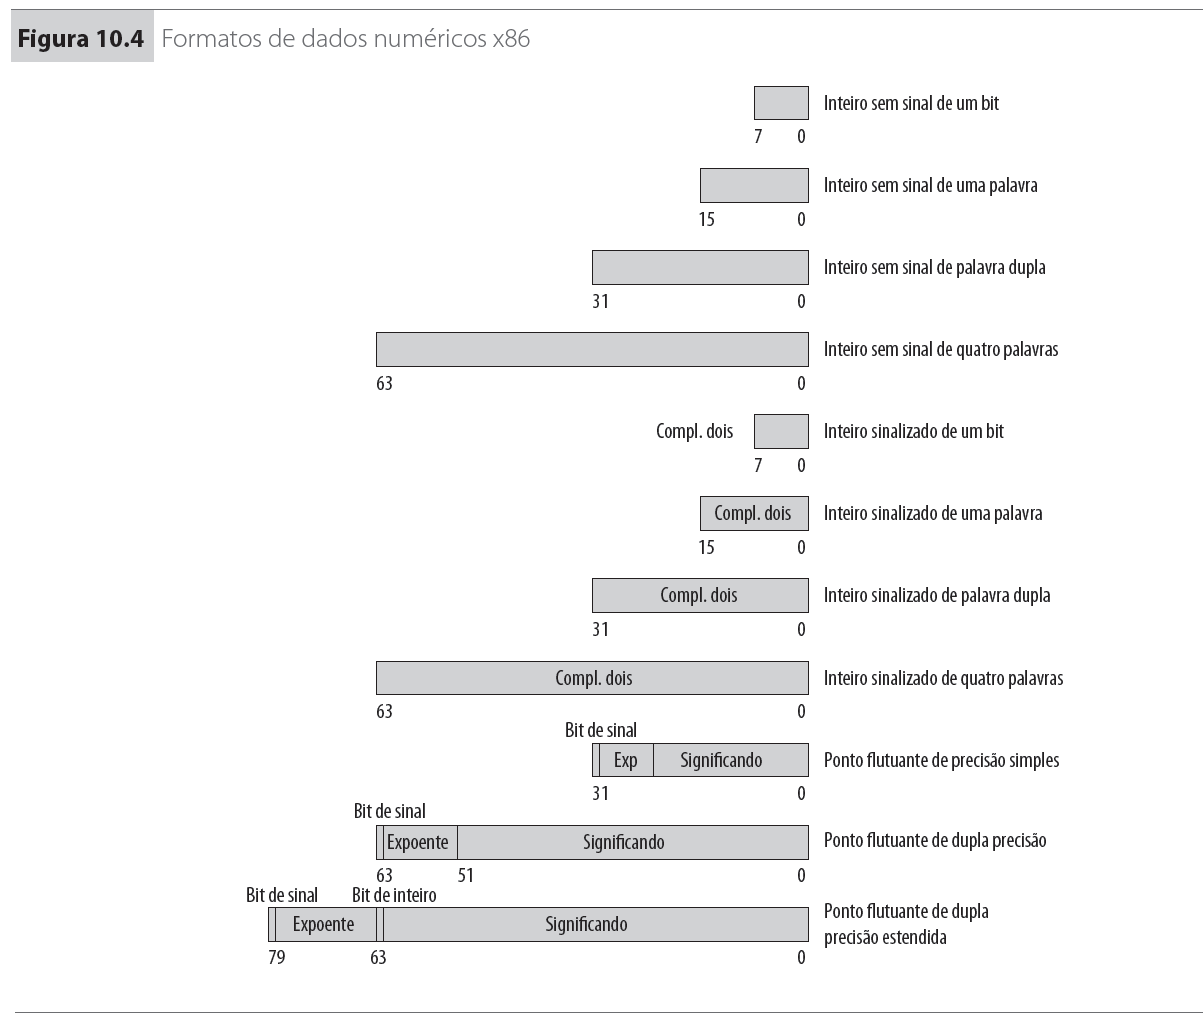 Figura 10.4 Formatos de dados numéricos x86
Inteiro sem sinal de um bit
7 0
Inteiro sem sinal de uma palavra
15 0
Inteiro sem sinal de palavra dupla
31 0
Inteiro sem sinal de quatro palavras
63 0
Compl. dois Inteiro sinalizado de um bit
7 0
Compl. dois Inteiro sinalizado de uma palavra
15 0
Compl. dois Inteiro sinalizado de palavra dupla
31 0
Compl. dois Inteiro sinalizado de quatro palavras
63 0
Bit de sinal
Exp Significando Ponto flutuante de precisão simples
31 0
Bit de sinal
Expoente Significando Ponto flutuante de dupla precisão
63 51 0
Bit de sinal Bit de inteiro
Expoente Significando Ponto flutuante de dupla
precisão estendida
79 63 0